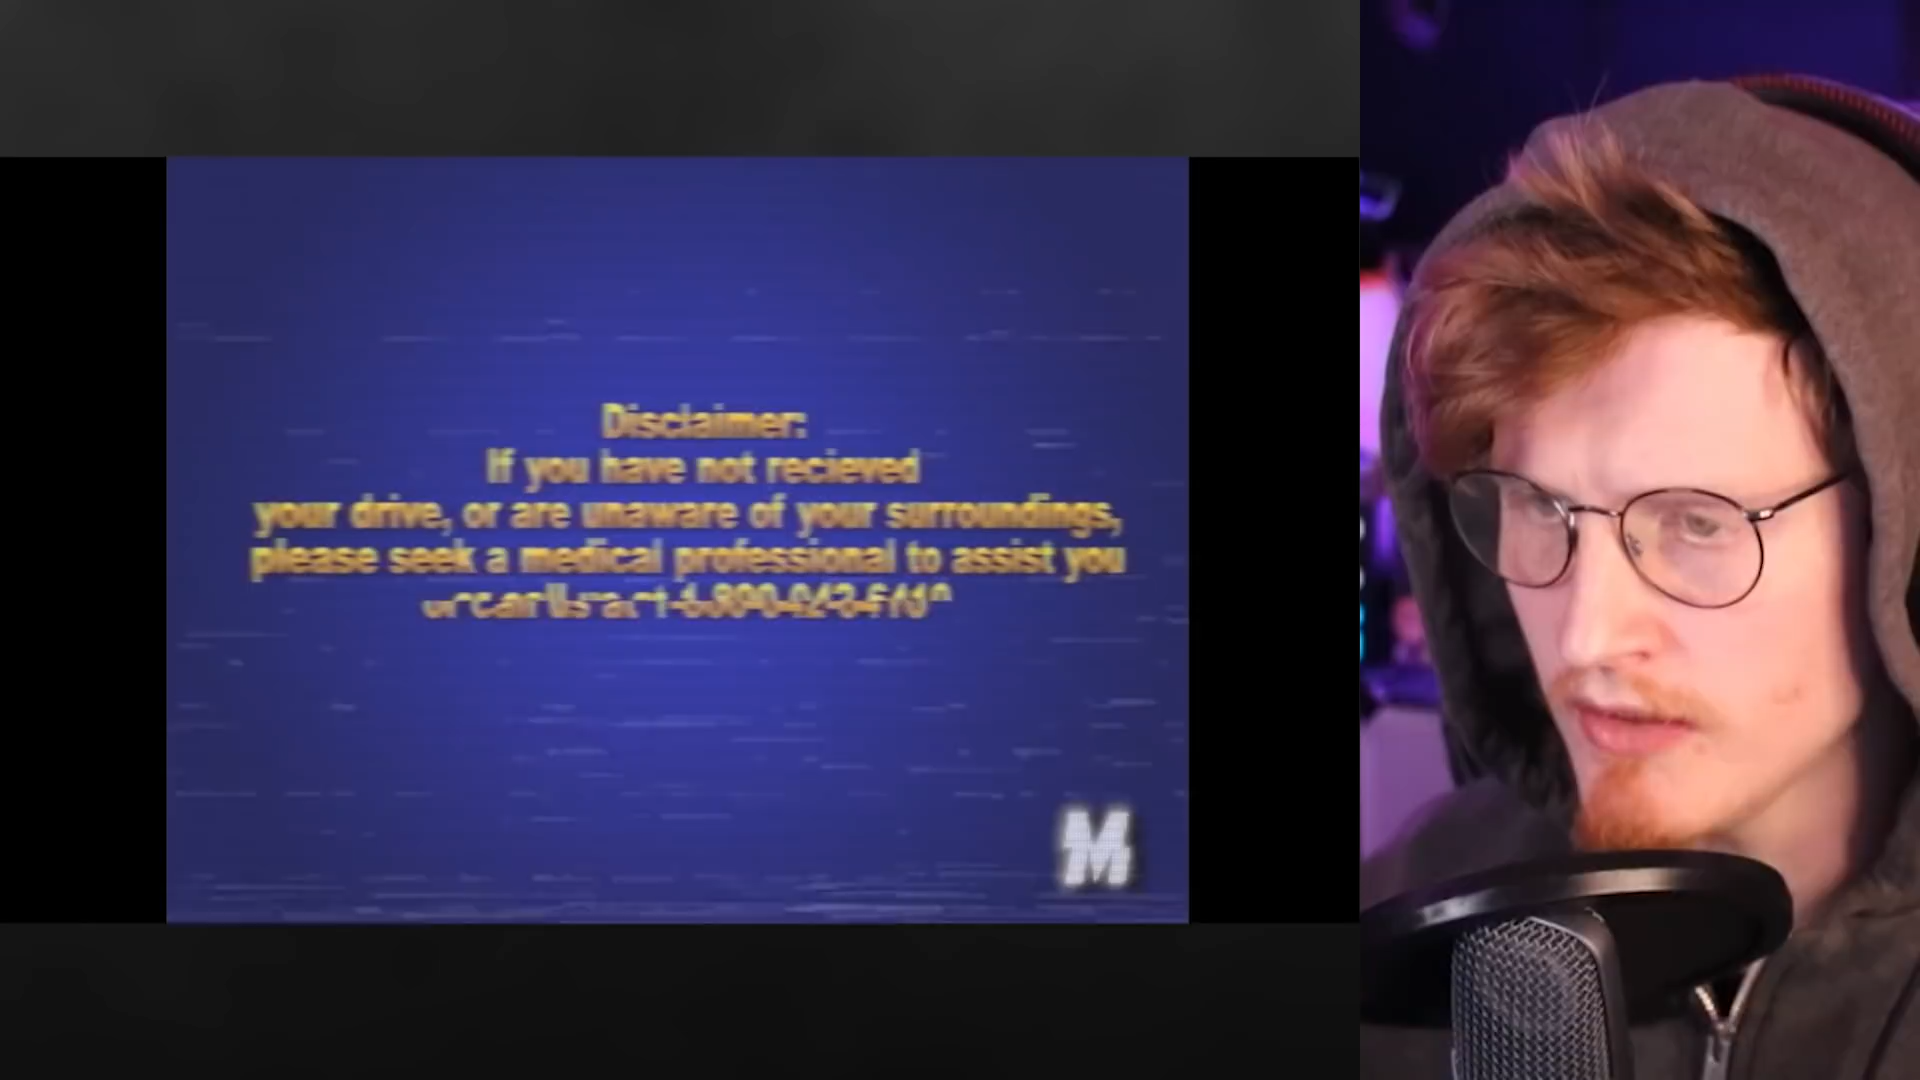 Disclaimer:
If you have not recieved
your drive, or are unaware of your surroundings,
please seek a medical professional to assist you
M